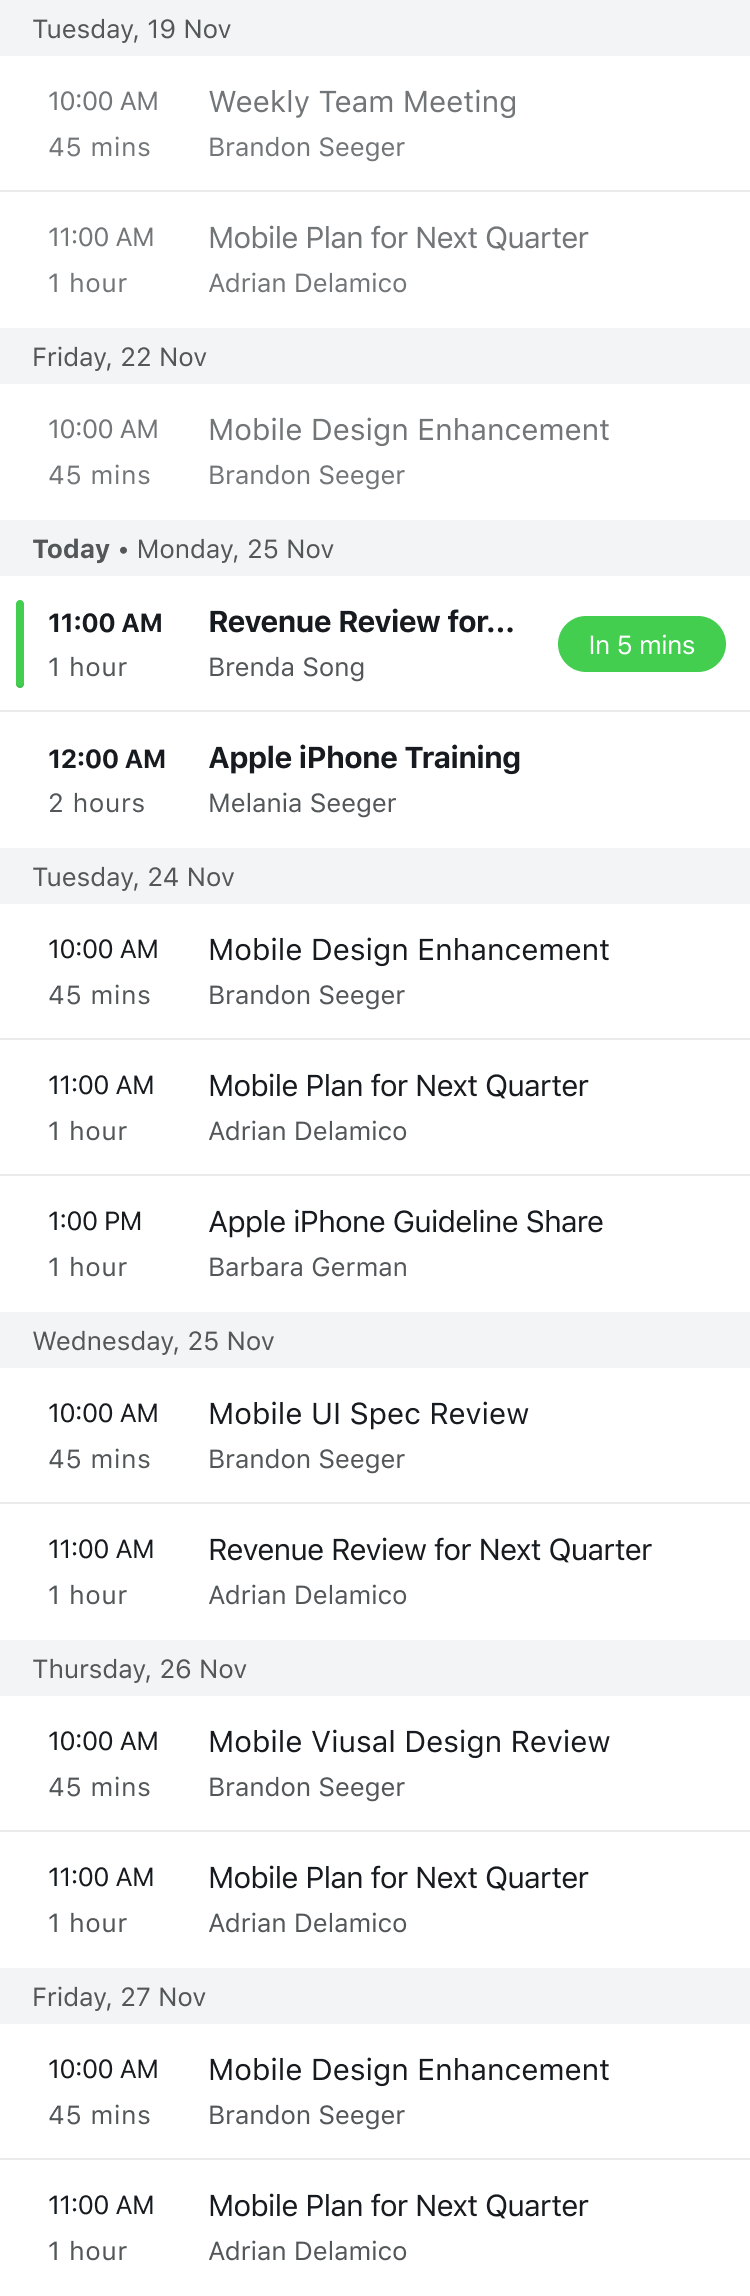 Tuesday, 19 Nov
10:00 AM Weekly Team Meeting
45 mins Brandon Seeger
11:00 AM Mobile Plan for Next Quarter
1 hour Adrian Delamico
Friday, 22 Nov
10:00 AM Mobile Design Enhancement
45 mins Brandon Seeger
Today • Monday, 25 Nov
11:00 AM Revenue Review for...
In 5 mins
1 hour Brenda Song
12:00 AM Apple iPhone Training
2 hours Melania Seeger
Tuesday, 24 Nov
10:00 AM Mobile Design Enhancement
45 mins Brandon Seeger
11:00 AM Mobile Plan for Next Quarter
1 hour Adrian Delamico
1:00 PM Apple iPhone Guideline Share
1 hour Barbara German
Wednesday, 25 Nov
10:00 AM Mobile UI Spec Review
45 mins Brandon Seeger
11:00 AM Revenue Review for Next Quarter
1 hour Adrian Delamico
Thursday, 26 Nov
10:00 AM Mobile Viusal Design Review
45 mins Brandon Seeger
11:00 AM Mobile Plan for Next Quarter
1 hour Adrian Delamico
Friday, 27 Nov
10:00 AM Mobile Design Enhancement
45 mins Brandon Seeger
11:00 AM Mobile Plan for Next Quarter
1 hour Adrian Delamico